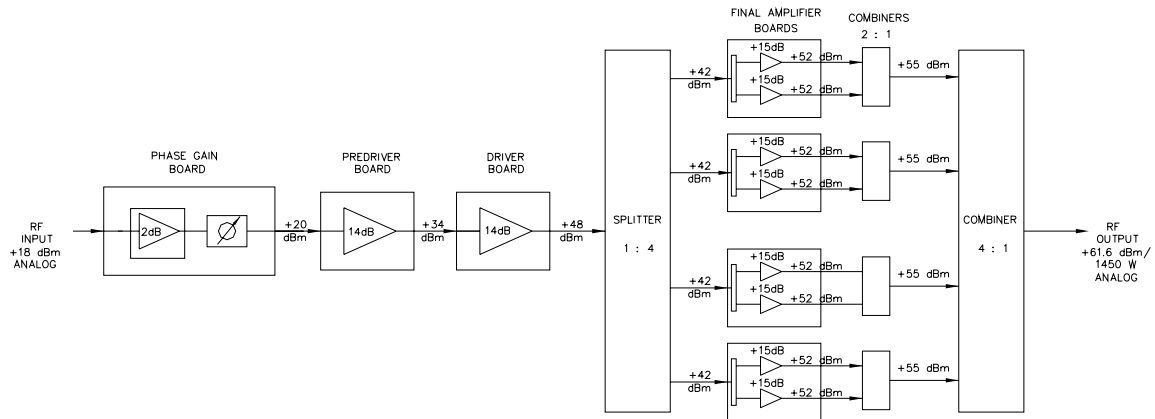 PHASE GAIN
BOARD
RF
INPUT
+18 dBm
ANALOG
2dB
+20
dBm
PREDRIVER
BOARD
14dB
+34
dBm
DRIVER
BOARD
14dB
+48
dBm
SPLITTER
1 : 4
FINAL AMPLIFIER
BOARDS
COMBINERS
2 : 1
+42
dBm
+15dB
+52 dBm
+15dB
+52 dBm
+55 dBm
+42
dBm
+15dB
+52 dBm
+15dB
+52 dBm
+55 dBm
+42
dBm
+15dB
+52 dBm
+15dB
+52 dBm
+55 dBm
+42
dBm
+15dB
+52 dBm
+15dB
+52 dBm
+55 dBm
COMBINER
4 : 1
RF
OUTPUT
+61.6 dBm/
1450 W
ANALOG